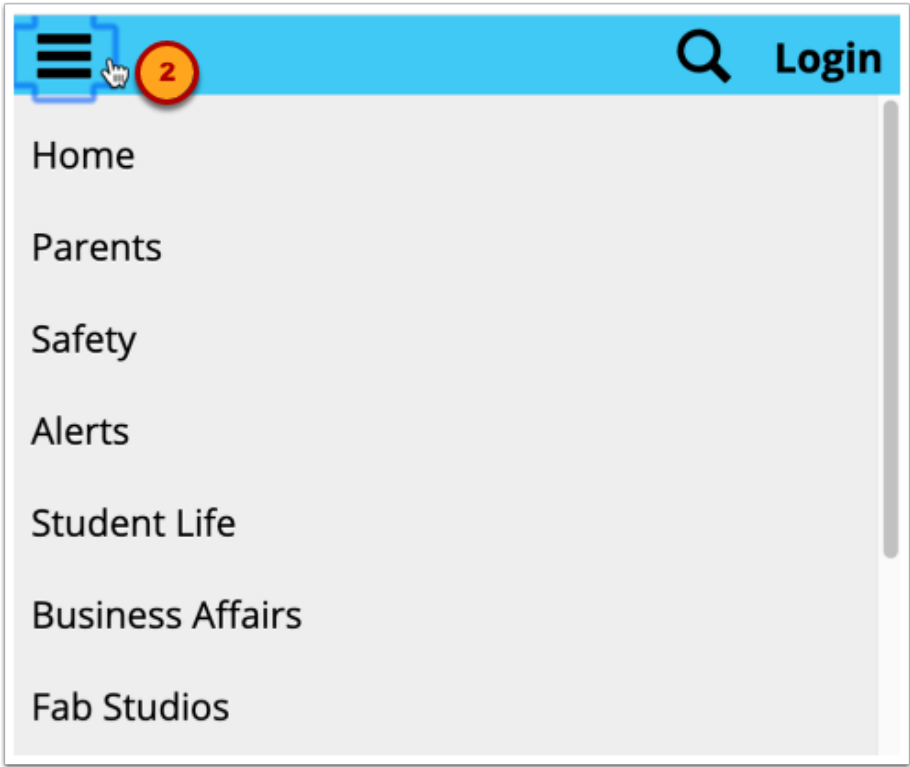 2
Login
Home
Parents
Safety
Alerts
Student Life
Business Affairs
Fab Studios